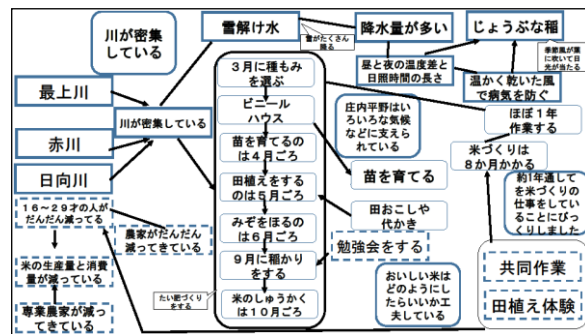 川が密集
している
雪解け水
雪がたくさん
降る
降水量が多い
じょうぶな稲
季節風が葉
に吹いて日
光が当たる
昼と夜の温度差と
日照時間の長さ
温かく乾いた風
で病気を防ぐ
最上川
赤川
日向川
川が密集している
3月に種もみ
を選ぶ
ビニール
ハウス
苗を育てるの
は4月ごろ
田植えをする
のは5月ごろ
みぞをほるの
は6月ごろ
9月に稲かり
をする
米のしゅうかく
は10月ごろ
たい肥づくり
をする
庄内平野はい
ろいろな気候
などに支えら
れている
ほぼ1年
作業する
米づくりは
8か月かかる
苗を育てる
田おこしや
代かき
勉強会をする
約1年通して
を米づくりの
仕事をしてい
ることにびっ
くりしました
16~29才の人が
だんだん減ってる
農家がだんだん
減ってきている
米の生産量と消費
量が減っている
専業農家が減っ
てきている
おいしい米は
どのようにし
たらいいか工
夫している
共同作業
田植え体験